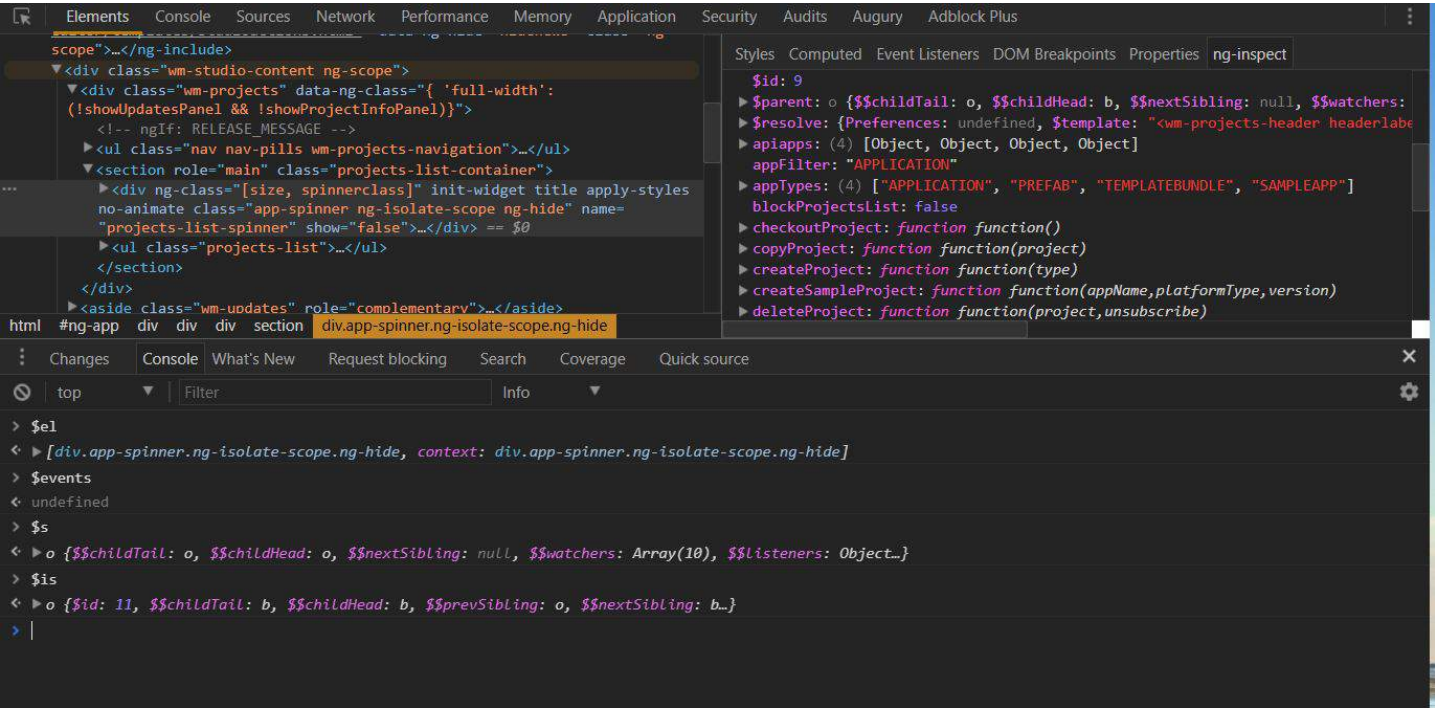 Elements Console Sources Network Performance Memory Application Security Audits Augury Adblock Plus
scope">…</ng-include>
▼<div class="wm-studio-content ng-scope">
▼<div class="wm-projects" data-ng-class="{ 'full-width':
(!showUpdatesPanel && !showProjectInfoPanel)}">
<!-- ngIf: RELEASE_MESSAGE -->
▶<ul class="nav nav-pills wm-projects-navigation">…</ul>
▼<section role="main" class="projects-list-container">
… ▶<div ng-class="[size, spinnerclass]" init-widget title apply-styles
no-animate class="app-spinner ng-isolate-scope ng-hide" name=
"projects-list-spinner" show="false">…</div> == $0
▶<ul class="projects-list">…</ul>
</section>
</div>
▶<aside class="wm-updates" role="complementary">…</aside>
html #ng-app div div div section div.app-spinner.ng-isolate-scope.ng-hide
Styles Computed Event Listeners DOM Breakpoints Properties ng-inspect
$id: 9
▶$parent: o {$$childTail: o, $$childHead: b, $$nextSibling: null, $$watchers:
▶$resolve: {Preferences: undefined, $template: "<wm-projects-header headerlabe
▶apiapps: (4) [Object, Object, Object, Object]
appFilter: "APPLICATION"
▶appTypes: (4) ["APPLICATION", "PREFAB", "TEMPLATEBUNDLE", "SAMPLEAPP"]
blockProjectsList: false
▶checkoutProject: function function()
▶copyProject: function function(project)
▶createProject: function function(type)
▶createSampleProject: function function(appName,platformType,version)
▶deleteProject: function function(project,unsubscribe)
Changes Console What's New Request blocking Search Coverage Quick source
top Filter Info
> $el
▶[div.app-spinner.ng-isolate-scope.ng-hide, context: div.app-spinner.ng-isolate-scope.ng-hide]
> $events
undefined
> $s
▶o {$$childTail: o, $$childHead: o, $$nextSibling: null, $$watchers: Array(10), $$listeners: Object…}
> $is
▶o {$id: 11, $$childTail: b, $$childHead: b, $$prevSibling: o, $$nextSibling: b…}
>